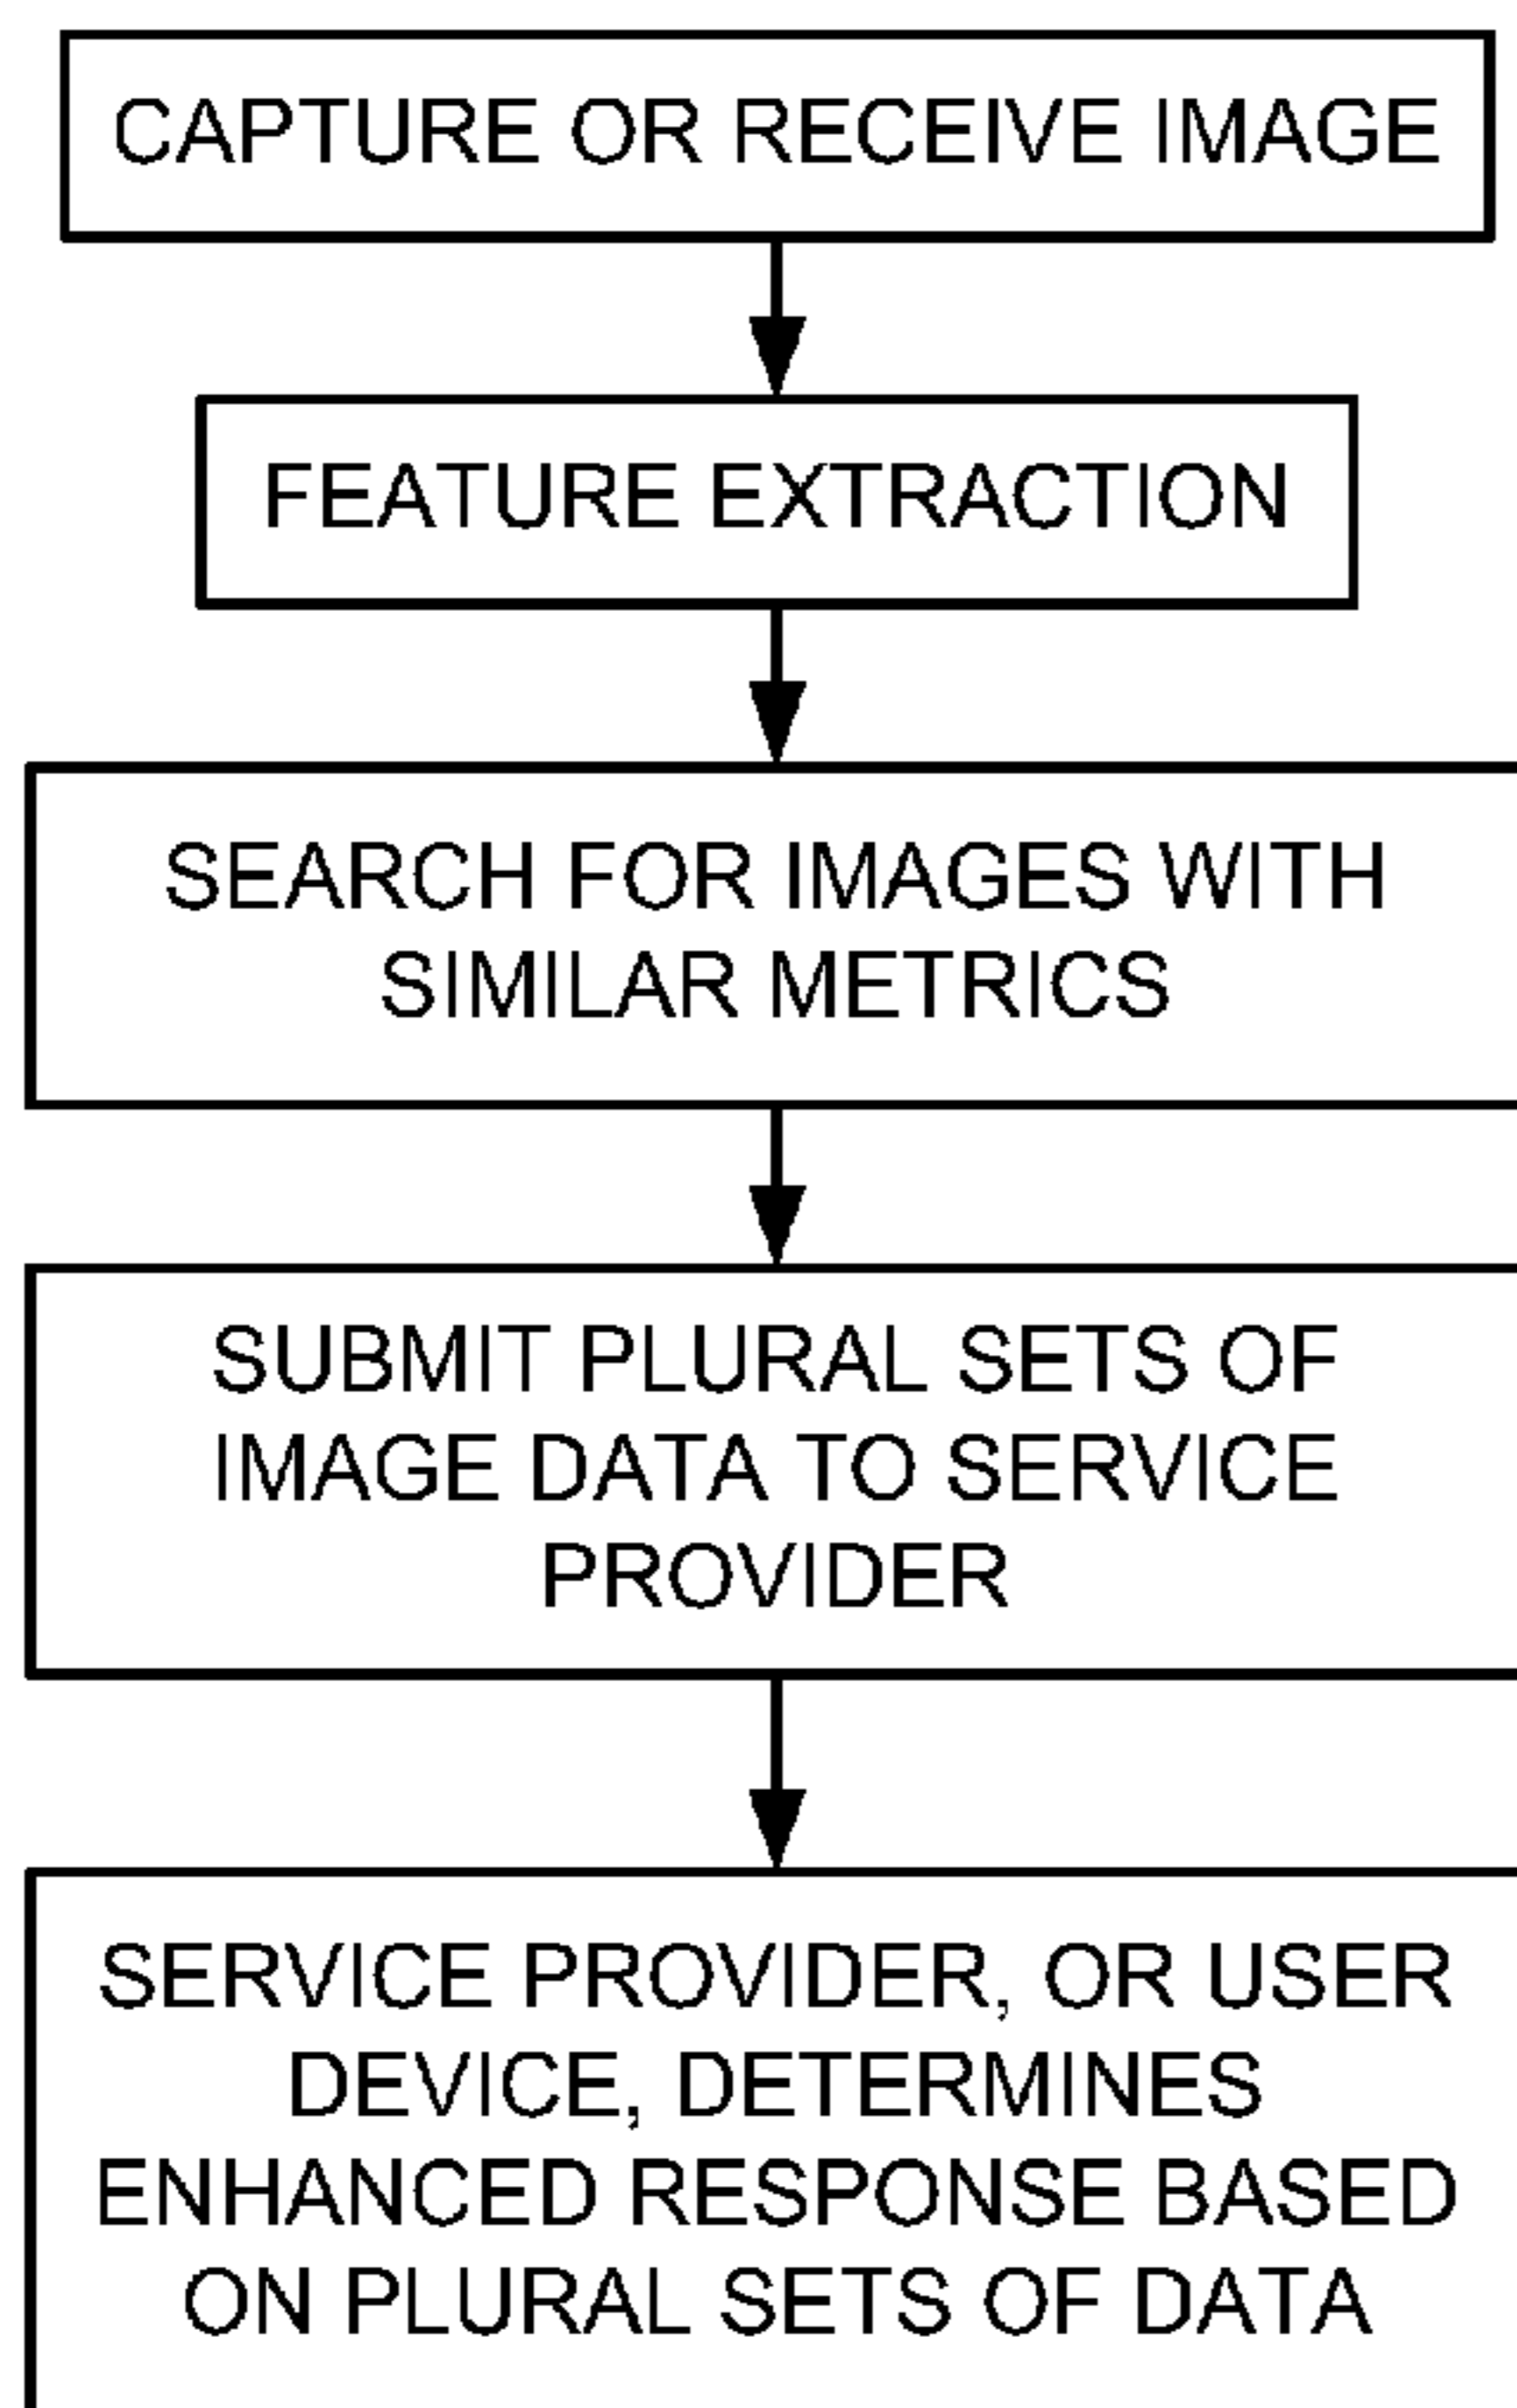 CAPTURE OR RECEIVE IMAGE
FEATURE EXTRACTION
SEARCH FOR IMAGES WITH
SIMILAR METRICS
SUBMIT PLURAL SETS OF
IMAGE DATA TO SERVICE
PROVIDER
SERVICE PROVIDER, OR USER
DEVICE, DETERMINES
ENHANCED RESPONSE BASED
ON PLURAL SETS OF DATA